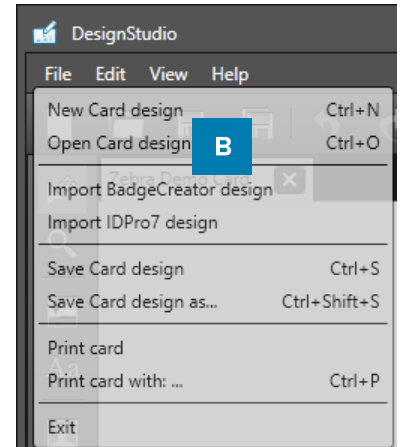 DesignStudio
File Edit View Help
New Card design Ctrl+N
Open Card design Ctrl+O
B
Zebra Demo Card
Import BadgeCreator design
Import IDPro7 design
Save Card design Ctrl+S
Save Card design as... Ctrl+Shift+S
Print card
Aa
Print card with: ... Ctrl+P
Exit